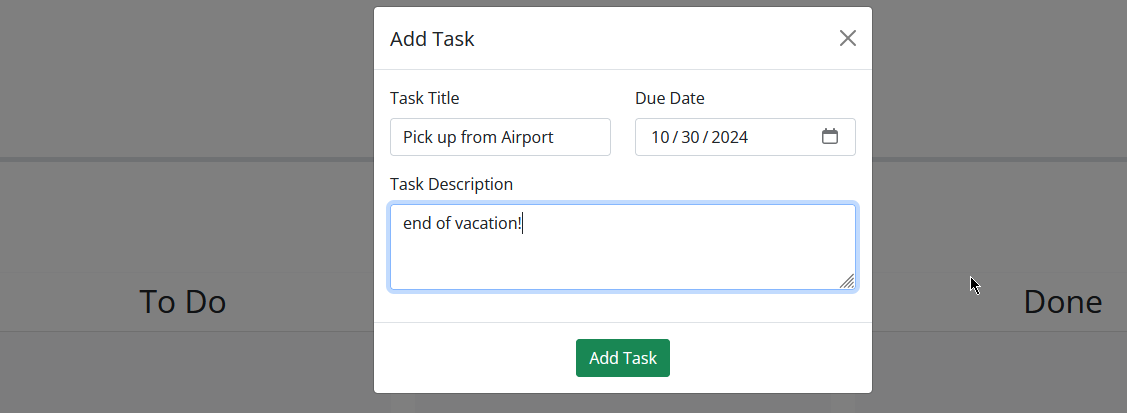 Add Task
Task Title
Due Date
Pick up from Airport
10/30/2024
Task Description
end of vacation!
To Do
Done
Add Task